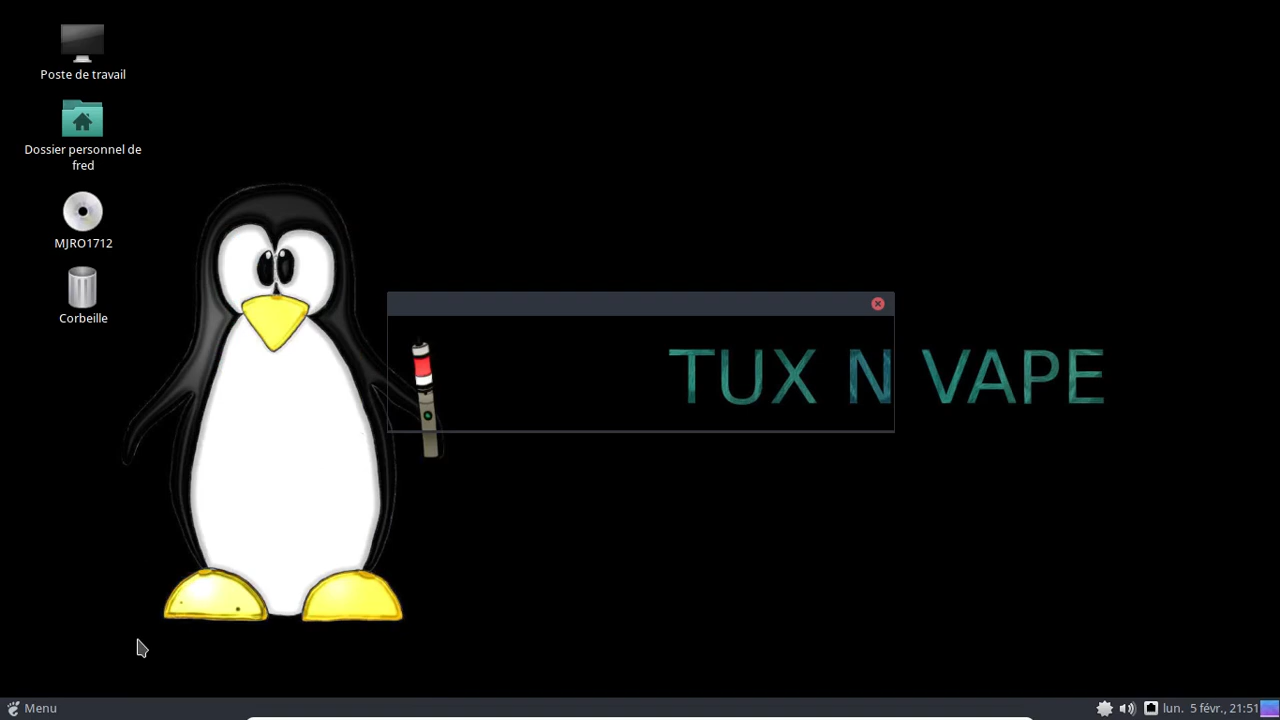 Poste de travail
Dossier personnel de
fred
MJRO1712
Corbeille
TUX N VAPE
Menu
lun. 5 févr., 21:51